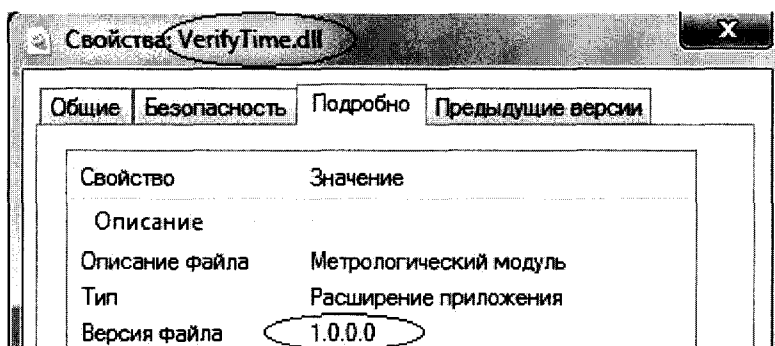 Свойства: VerifyTime.dll
Общие Безопасность Подробно Предыдущие версии
Свойство Значение
Описание
Описание файла Метрологический модуль
Тип Расширение приложения
Версия файла 1.0.0.0